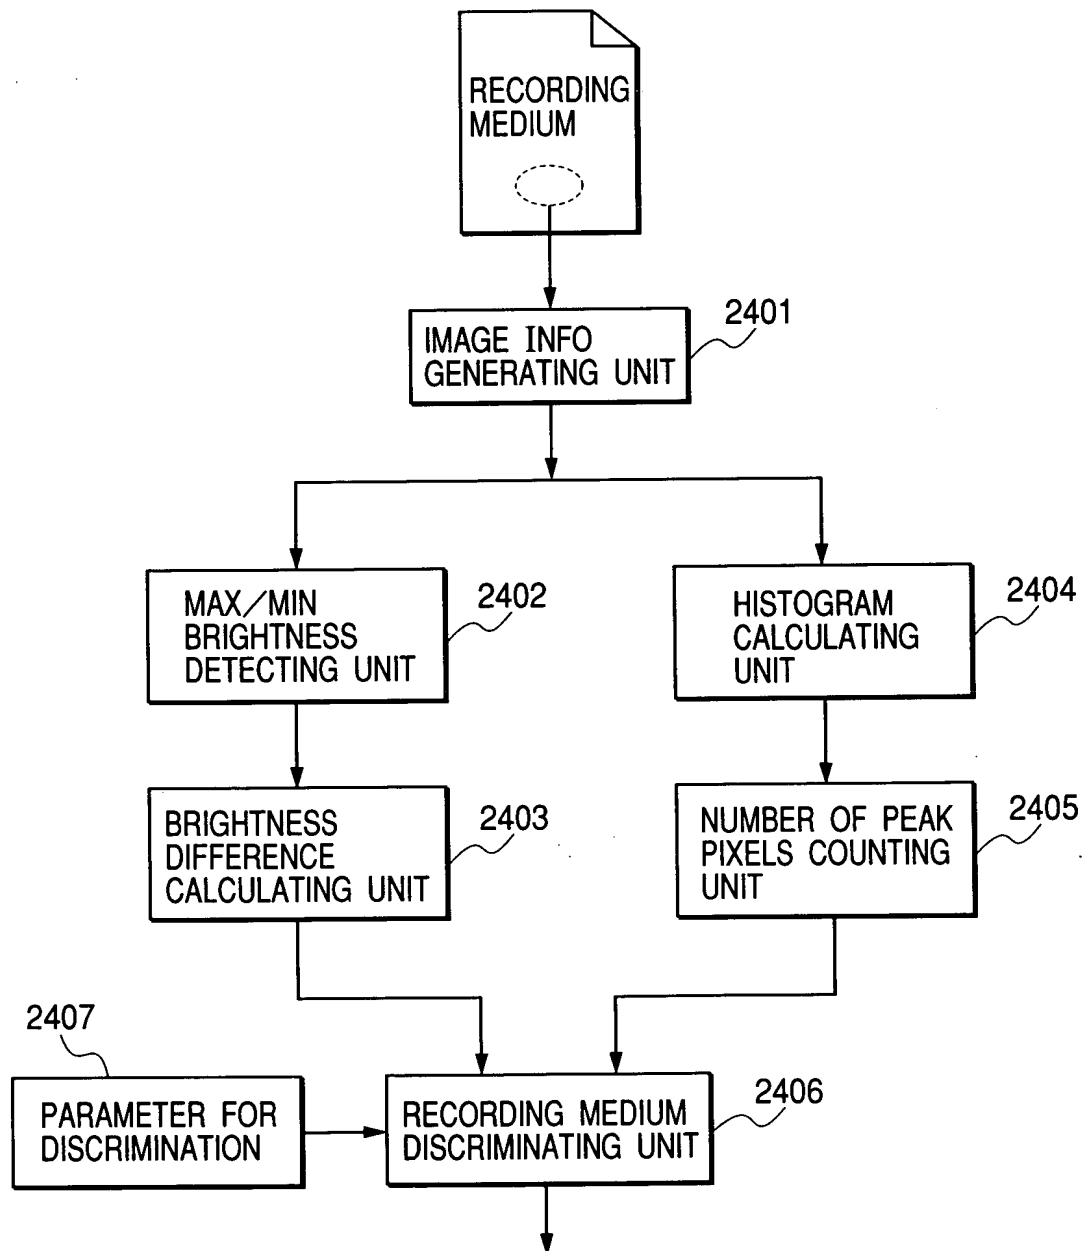 RECORDING
MEDIUM
2401
IMAGE INFO
GENERATING UNIT
2402
MAX/MIN
BRIGHTNESS
DETECTING UNIT
2404
HISTOGRAM
CALCULATING
UNIT
2403
BRIGHTNESS
DIFFERENCE
CALCULATING UNIT
2405
NUMBER OF PEAK
PIXELS COUNTING
UNIT
2407
PARAMETER FOR
DISCRIMINATION
2406
RECORDING MEDIUM
DISCRIMINATING UNIT